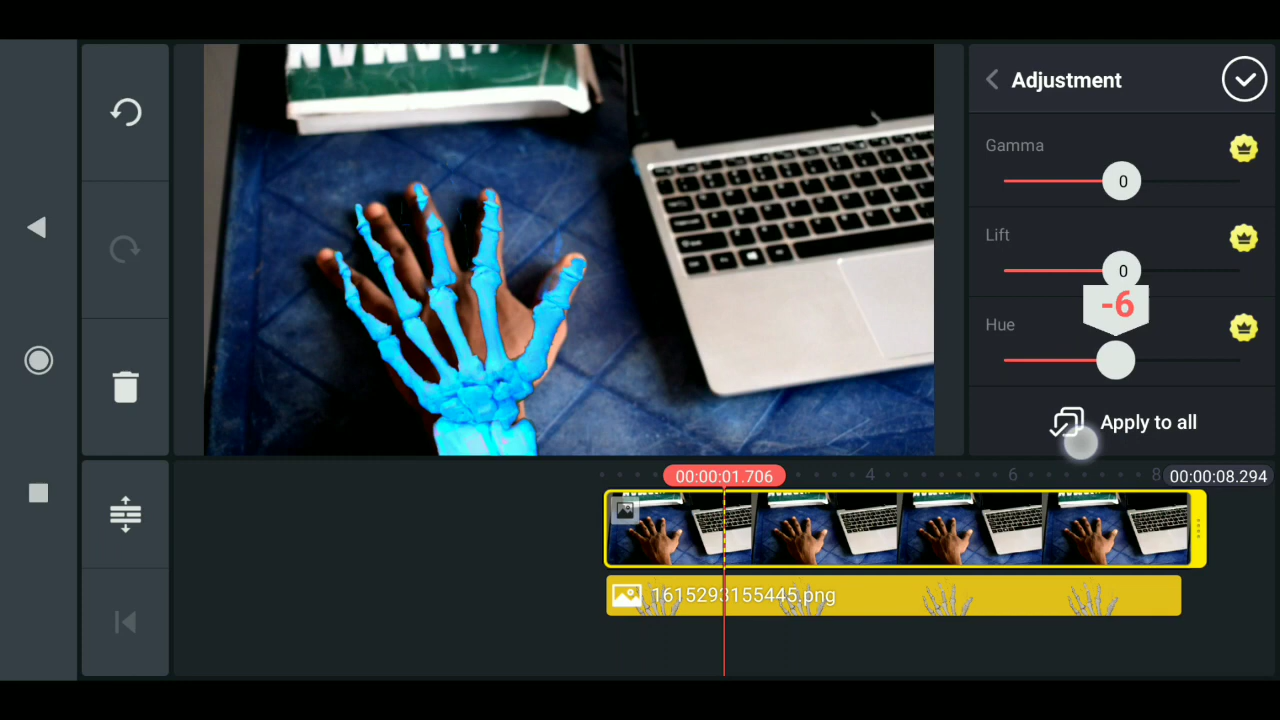 Adjustment
Gamma
0
Lift
0
-6
Hue
Apply to all
00:00:01.706
4
6
8
00:00:08.294
1615293155445.png